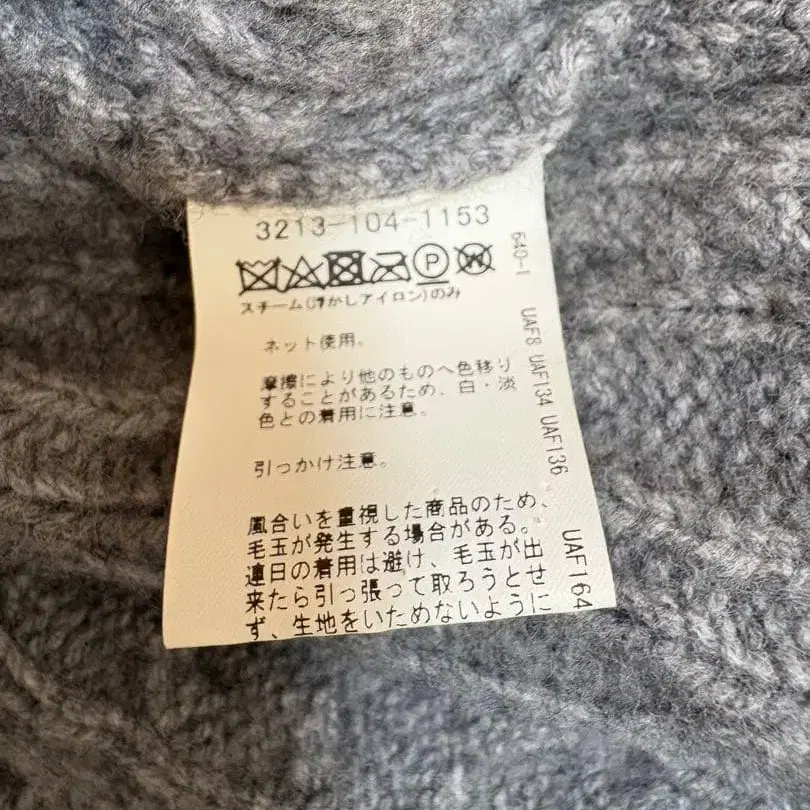 3213-104-1153
P W
スチーム(浮かしアイロン)のみ
ネット使用。
摩擦により他のものへ色移り
することがあるため、白・淡
色との着用に注意。
引っかけ注意。
風合いを重視した商品のため、
毛玉が発生する場合がある。
連日の着用は避け、毛玉が出
来たら引っ張って取ろうとせ
ず、生地をいためないように
640-1
UAF8 UAF134 UAF136
UAF164